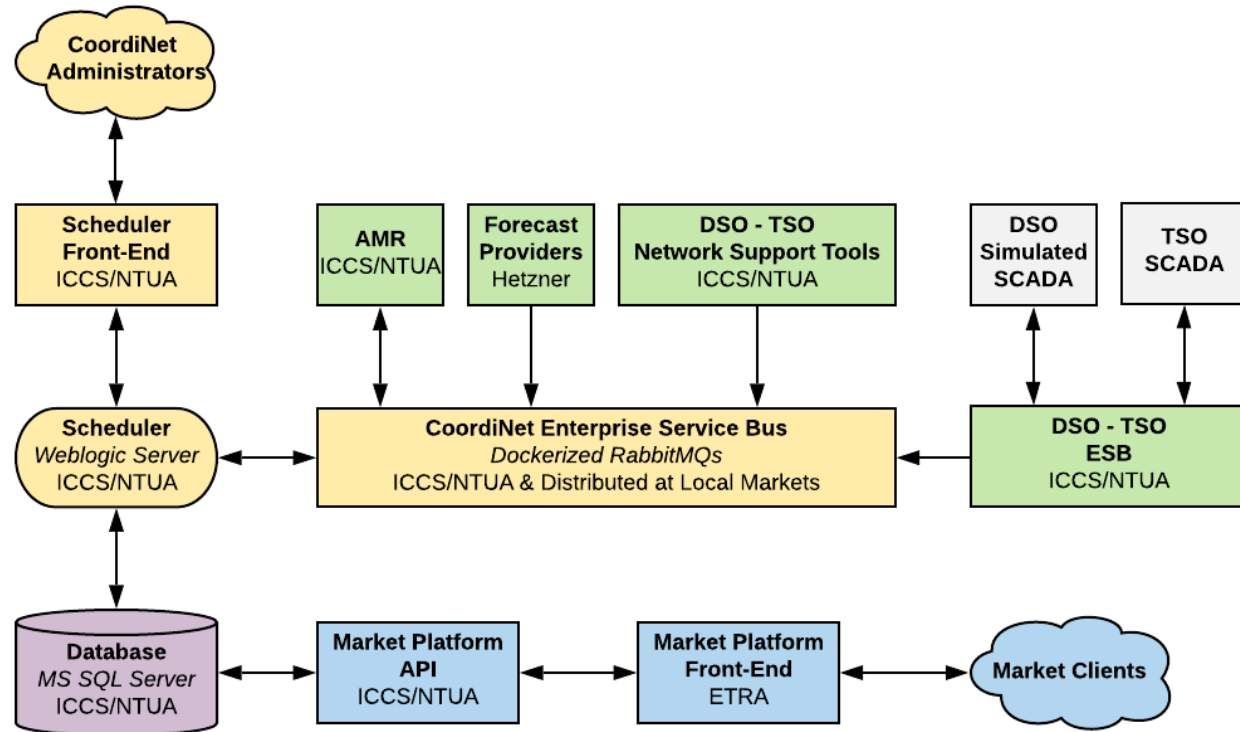 CoordiNet
Administrators
Scheduler
Front-End
ICCS/NTUA
AMR
ICCS/NTUA
Forecast
Providers
Hetzner
DSO - TSO
Network Support Tools
ICCS/NTUA
DSO
Simulated
SCADA
TSO
SCADA
Scheduler
Weblogic Server
ICCS/NTUA
CoordiNet Enterprise Service Bus
Dockerized RabbitMQs
ICCS/NTUA & Distributed at Local Markets
DSO - TSO
ESB
ICCS/NTUA
Database
MS SQL Server
ICCS/NTUA
Market Platform
API
ICCS/NTUA
Market Platform
Front-End
ETRA
Market Clients